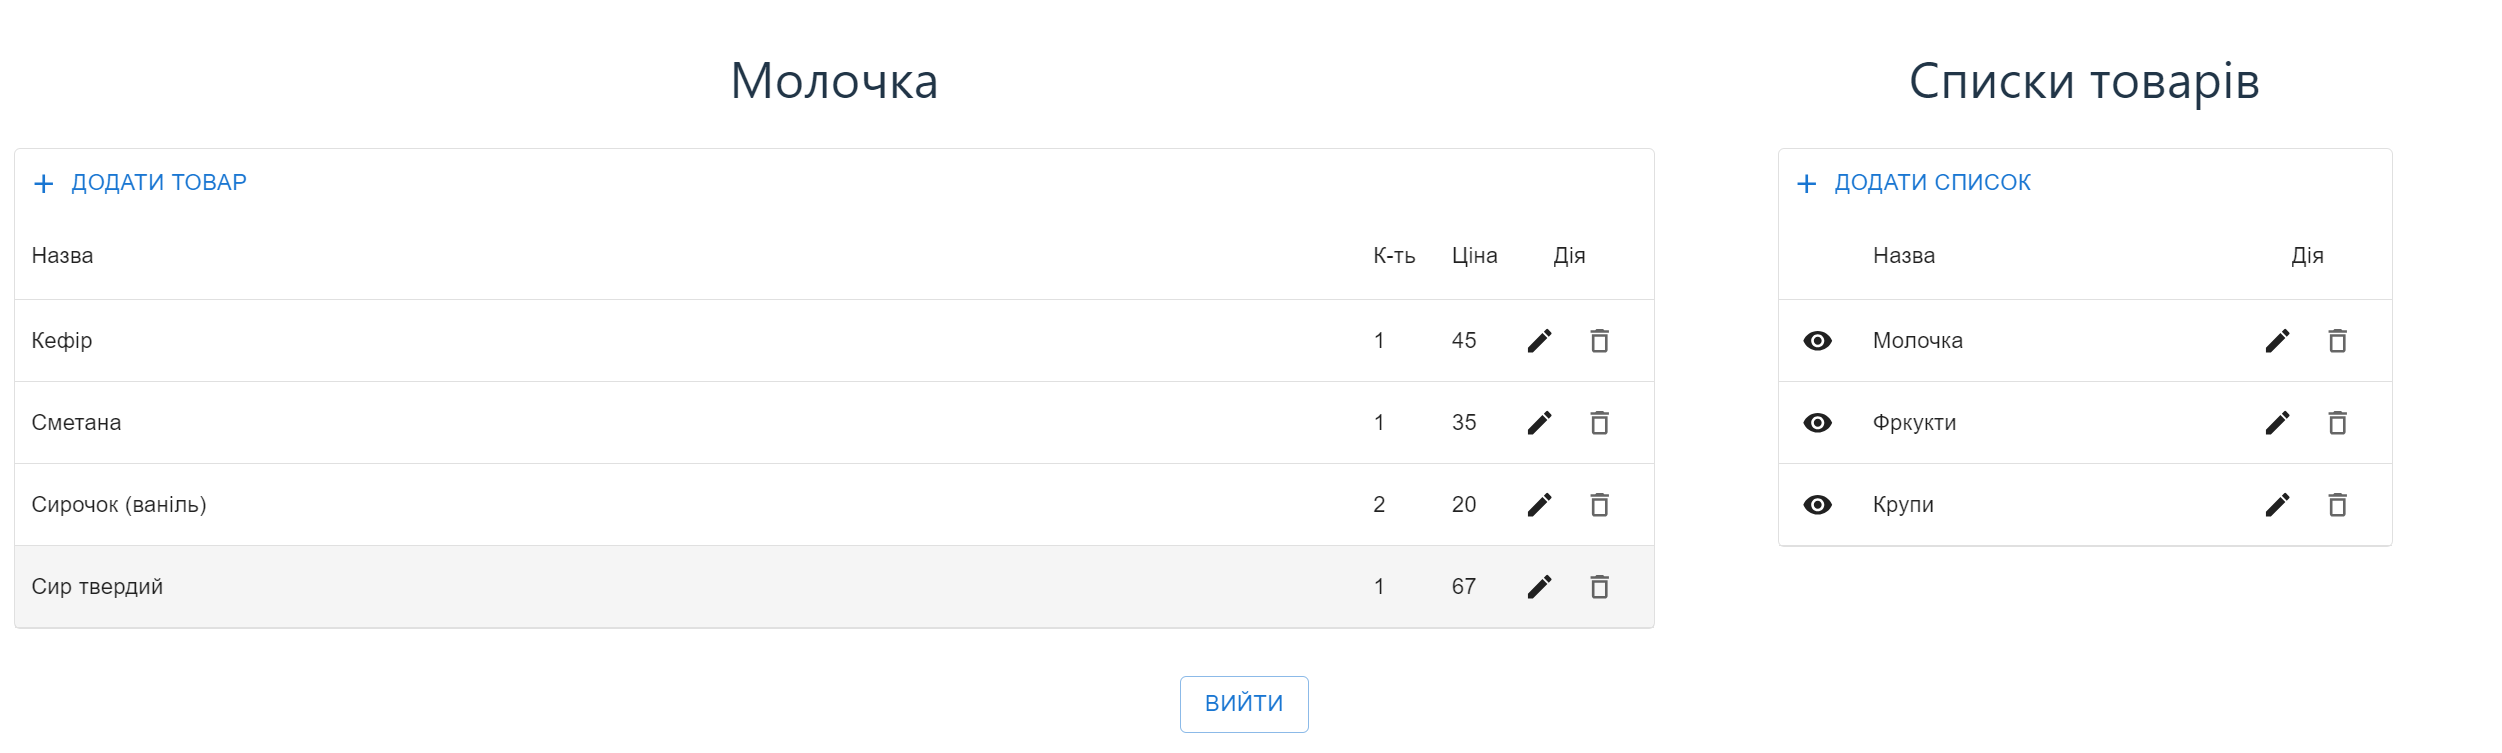 Молочка
+ ДОДАТИ ТОВАР
Назва К-ть Ціна Дія
Кефір 1 45
Сметана 1 35
Сирочок (ваніль) 2 20
Сир твердий 1 67
Списки товарів
+ ДОДАТИ СПИСОК
Назва Дія
Молочка
Фркукти
Крупи
ВИЙТИ